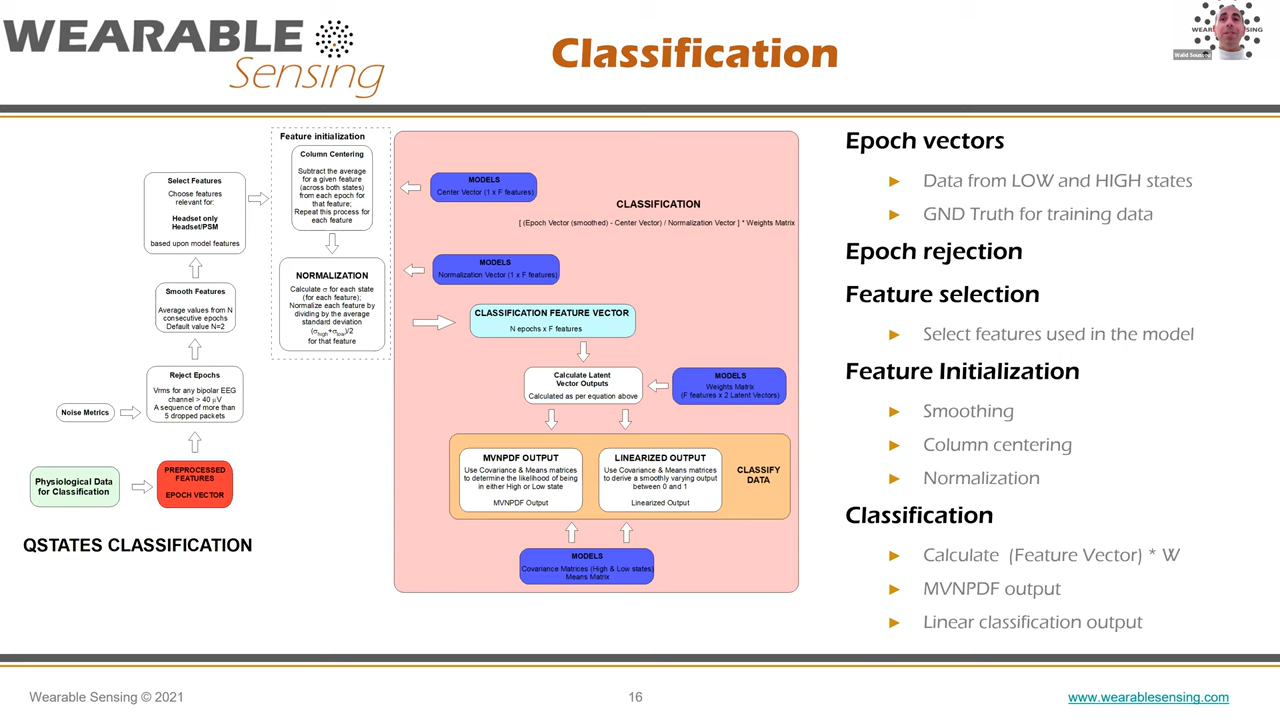 WEARABLE
Sensing
Classification
Feature initialization
Column Centering
Subtract the average
for a given feature
(across both states)
from each epoch for
that feature;
Repeat this process for
each feature
NORMALIZATION
Calculate σ for each state
(for each feature);
Normalize each feature by
dividing by the average
standard deviation
(σhigh+σlow)/2
for that feature
Select Features
Choose features
relevant for:
Headset only
Headset/PSM
based upon model features
Smooth Features
Average values from N
consecutive epochs
Default value N=2
Reject Epochs
Vrms for any bipolar EEG
channel > 40 μV
A sequence of more than
5 dropped packets
Noise Metrics
Physiological Data
for Classification
PREPROCESSED
FEATURES
EPOCH VECTOR
QSTATES CLASSIFICATION
MODELS
Center Vector (1 x F features)
CLASSIFICATION
[ (Epoch Vector (smoothed) - Center Vector) / Normalization Vector ] * Weights Matrix
MODELS
Normalization Vector (1 x F features)
CLASSIFICATION FEATURE VECTOR
N epochs x F features
Calculate Latent
Vector Outputs
Calculated as per equation above
MODELS
Weights Matrix
(F features x 2 Latent Vectors)
MVNPDF OUTPUT
Use Covariance & Means matrices
to determine the likelihood of being
in either High or Low state
MVNPDF Output
LINEARIZED OUTPUT
Use Covariance & Means matrices
to derive a smoothly varying output
between 0 and 1
Linearized Output
CLASSIFY
DATA
MODELS
Covariance Matrices (High & Low states)
Means Matrix
Epoch vectors
► Data from LOW and HIGH states
► GND Truth for training data
Epoch rejection
Feature selection
► Select features used in the model
Feature Initialization
► Smoothing
► Column centering
► Normalization
Classification
► Calculate (Feature Vector) * W
► MVNPDF output
► Linear classification output
Wearable Sensing © 2021
16
www.wearablesensing.com